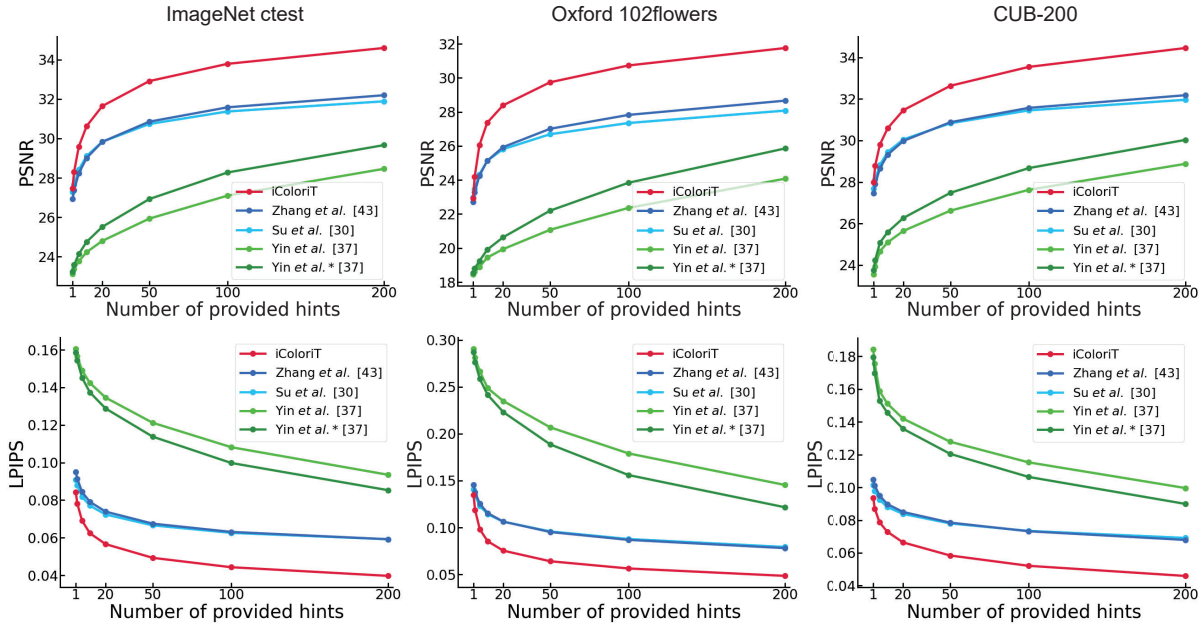 ImageNet ctest
Oxford 102flowers
CUB-200
PSNR
34
32
30
28
26
24
iColoriT
Zhang et al. [43]
Su et al. [30]
Yin et al. [37]
Yin et al.* [37]
1 20 50 100 200
Number of provided hints
PSNR
32
30
28
26
24
22
20
18
iColoriT
Zhang et al. [43]
Su et al. [30]
Yin et al. [37]
Yin et al.* [37]
1 20 50 100 200
Number of provided hints
PSNR
34
32
30
28
26
24
iColoriT
Zhang et al. [43]
Su et al. [30]
Yin et al. [37]
Yin et al.* [37]
1 20 50 100 200
Number of provided hints
LPIPS
0.16
0.14
0.12
0.10
0.08
0.06
0.04
iColoriT
Zhang et al. [43]
Su et al. [30]
Yin et al. [37]
Yin et al.* [37]
1 20 50 100 200
Number of provided hints
LPIPS
0.30
0.25
0.20
0.15
0.10
0.05
iColoriT
Zhang et al. [43]
Su et al. [30]
Yin et al. [37]
Yin et al.* [37]
1 20 50 100 200
Number of provided hints
LPIPS
0.18
0.16
0.14
0.12
0.10
0.08
0.06
0.04
iColoriT
Zhang et al. [43]
Su et al. [30]
Yin et al. [37]
Yin et al.* [37]
1 20 50 100 200
Number of provided hints